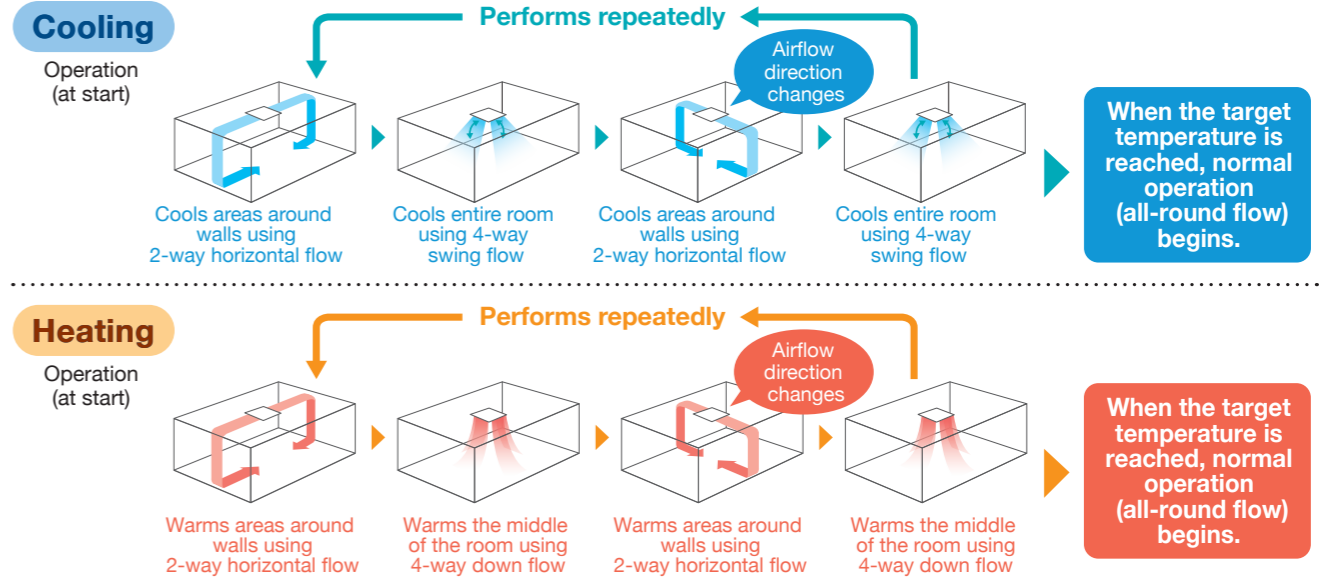 Cooling
Operation
(at start)
Performs repeatedly
Airflow
direction
changes
Cools areas around
walls using
2-way horizontal flow
Cools entire room
using 4-way
swing flow
Cools areas around
walls using
2-way horizontal flow
Cools entire room
using 4-way
swing flow
When the target
temperature is
reached, normal
operation
(all-round flow)
begins.
Heating
Operation
(at start)
Performs repeatedly
Airflow
direction
changes
Warms areas around
walls using
2-way horizontal flow
Warms the middle
of the room using
4-way down flow
Warms areas around
walls using
2-way horizontal flow
Warms the middle
of the room using
4-way down flow
When the target
temperature is
reached, normal
operation
(all-round flow)
begins.